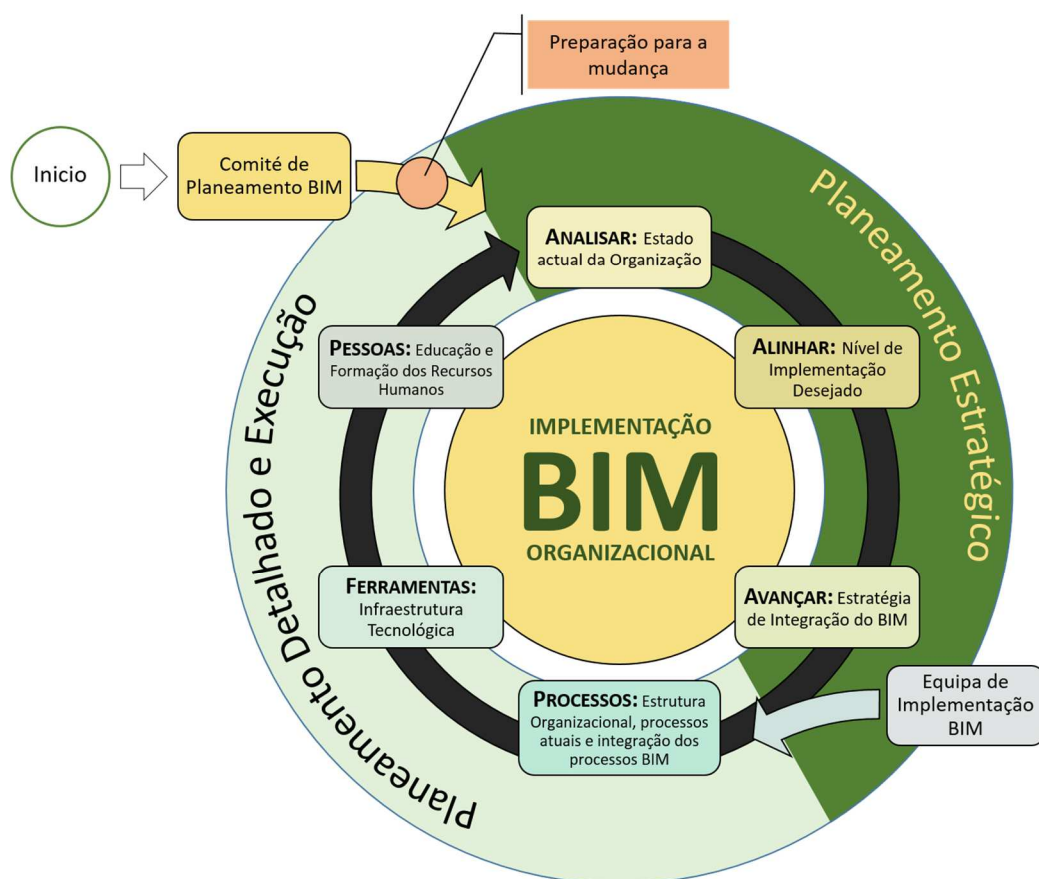 Preparação para a
mudança
Inicio
Comité de
Planeamento BIM
Planeamento Estratégico
ANALISAR: Estado
actual da Organização
ALINHAR: Nível de
Implementação
Desejado
AVANÇAR: Estratégia
de Integração do BIM
Equipa de
Implementação
BIM
PROCESSOS: Estrutura
Organizacional, processos
atuais e integração dos
processos BIM
FERRAMENTAS:
Infraestrutura
Tecnológica
PESSOAS: Educação e
Formação dos Recursos
Humanos
Planeamento Detalhado e Execução
IMPLEMENTAÇÃO
BIM
ORGANIZACIONAL